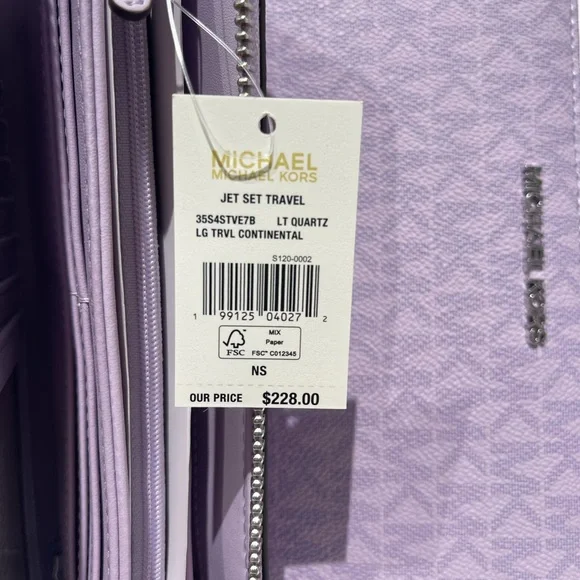 MICHAEL
MICHAEL KORS
JET SET TRAVEL
35S4STVE7B LT QUARTZ
LG TRVL CONTINENTAL
S120-0002
1 99125 04027 2
FSC
MIX
Paper
FSC™ C012345
NS
OUR PRICE $228.00
MICHAEL KORS